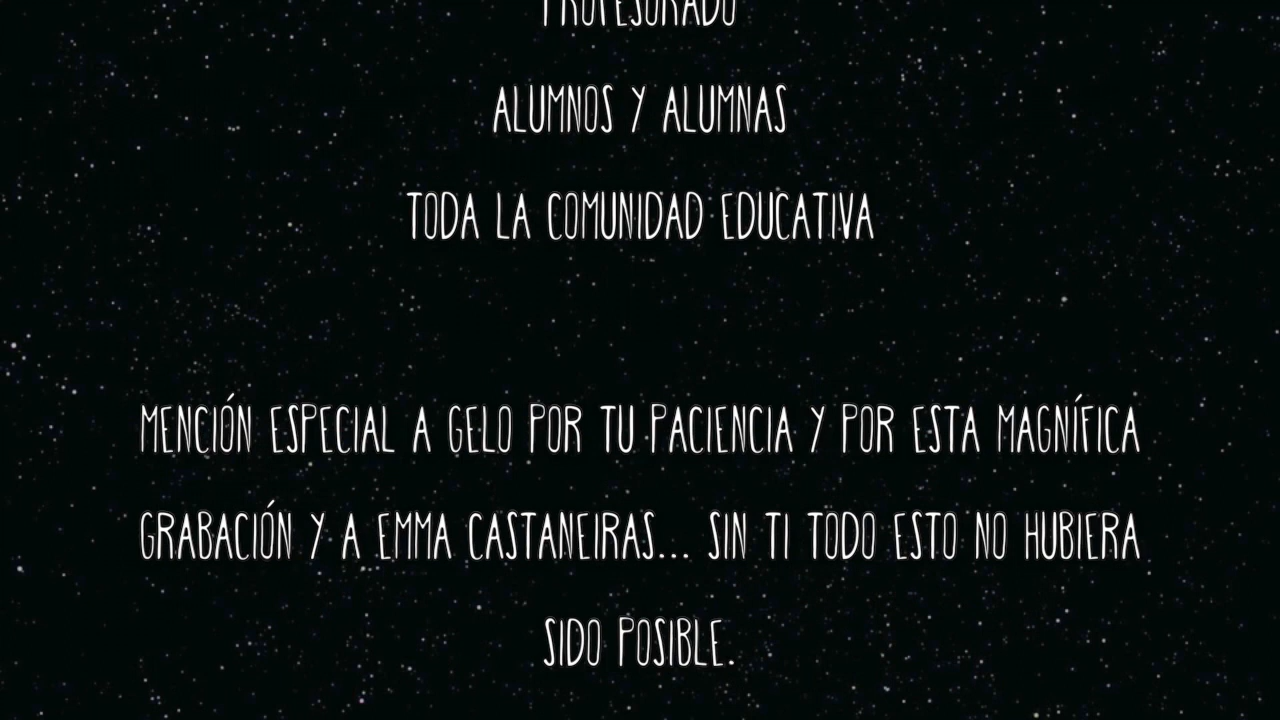 PROFESORADO
ALUMNOS Y ALUMNAS
TODA LA COMUNIDAD EDUCATIVA
MENCIÓN ESPECIAL A GELO POR TU PACIENCIA Y POR ESTA MAGNÍFICA
GRABACIÓN Y A EMMA CASTANEIRAS... SIN TI TODO ESTO NO HUBIERA
SIDO POSIBLE.